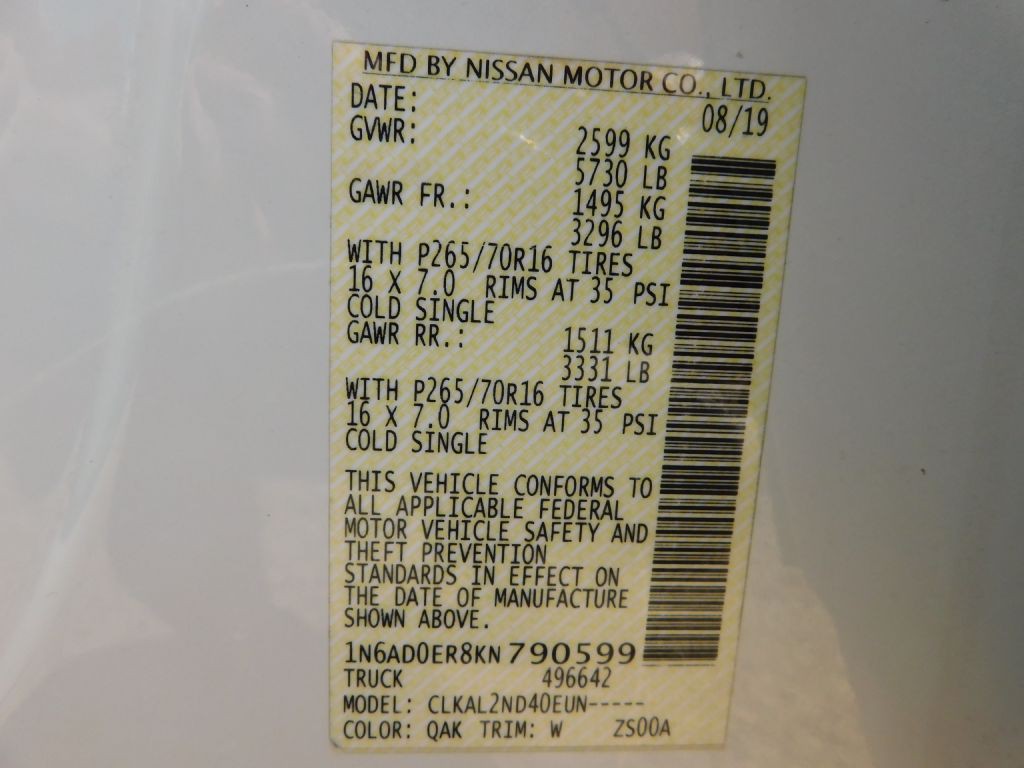 MFD BY NISSAN MOTOR CO., LTD.
DATE: 08/19
GVWR: 2599 KG
5730 LB
GAWR FR.: 1495 KG
3296 LB
WITH P265/70R16 TIRES
16 X 7.0 RIMS AT 35 PSI
COLD SINGLE
GAWR RR.: 1511 KG
3331 LB
WITH P265/70R16 TIRES
16 X 7.0 RIMS AT 35 PSI
COLD SINGLE
THIS VEHICLE CONFORMS TO
ALL APPLICABLE FEDERAL
MOTOR VEHICLE SAFETY AND
THEFT PREVENTION
STANDARDS IN EFFECT ON
THE DATE OF MANUFACTURE
SHOWN ABOVE.
1N6AD0ER8KN790599
TRUCK 496642
MODEL: CLKAL2ND40EUN-----
COLOR: QAK TRIM: W ZS00A